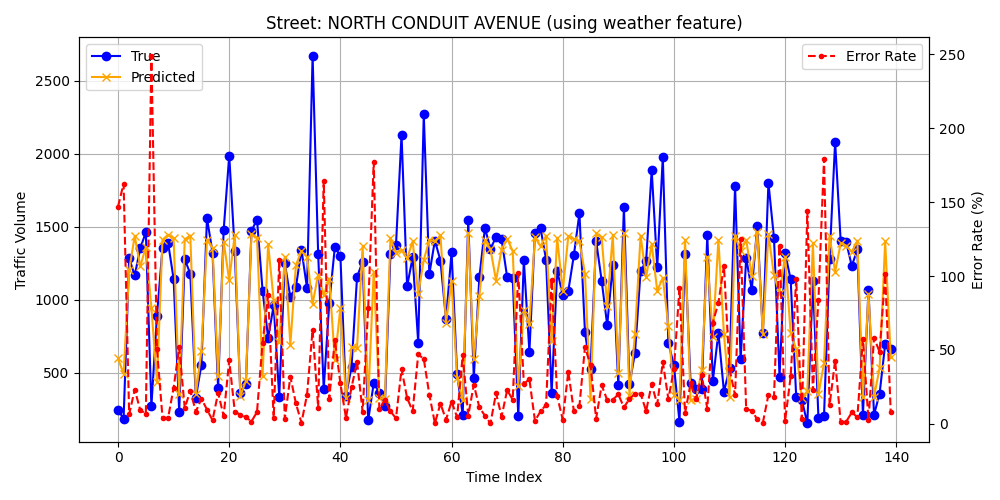 Street: NORTH CONDUIT AVENUE (using weather feature)
True
Predicted
Error Rate
Traffic Volume
2500
2000
1500
1000
500
250
200
150
100
50
0
Error Rate (%)
0 20 40 60 80 100 120 140
Time Index